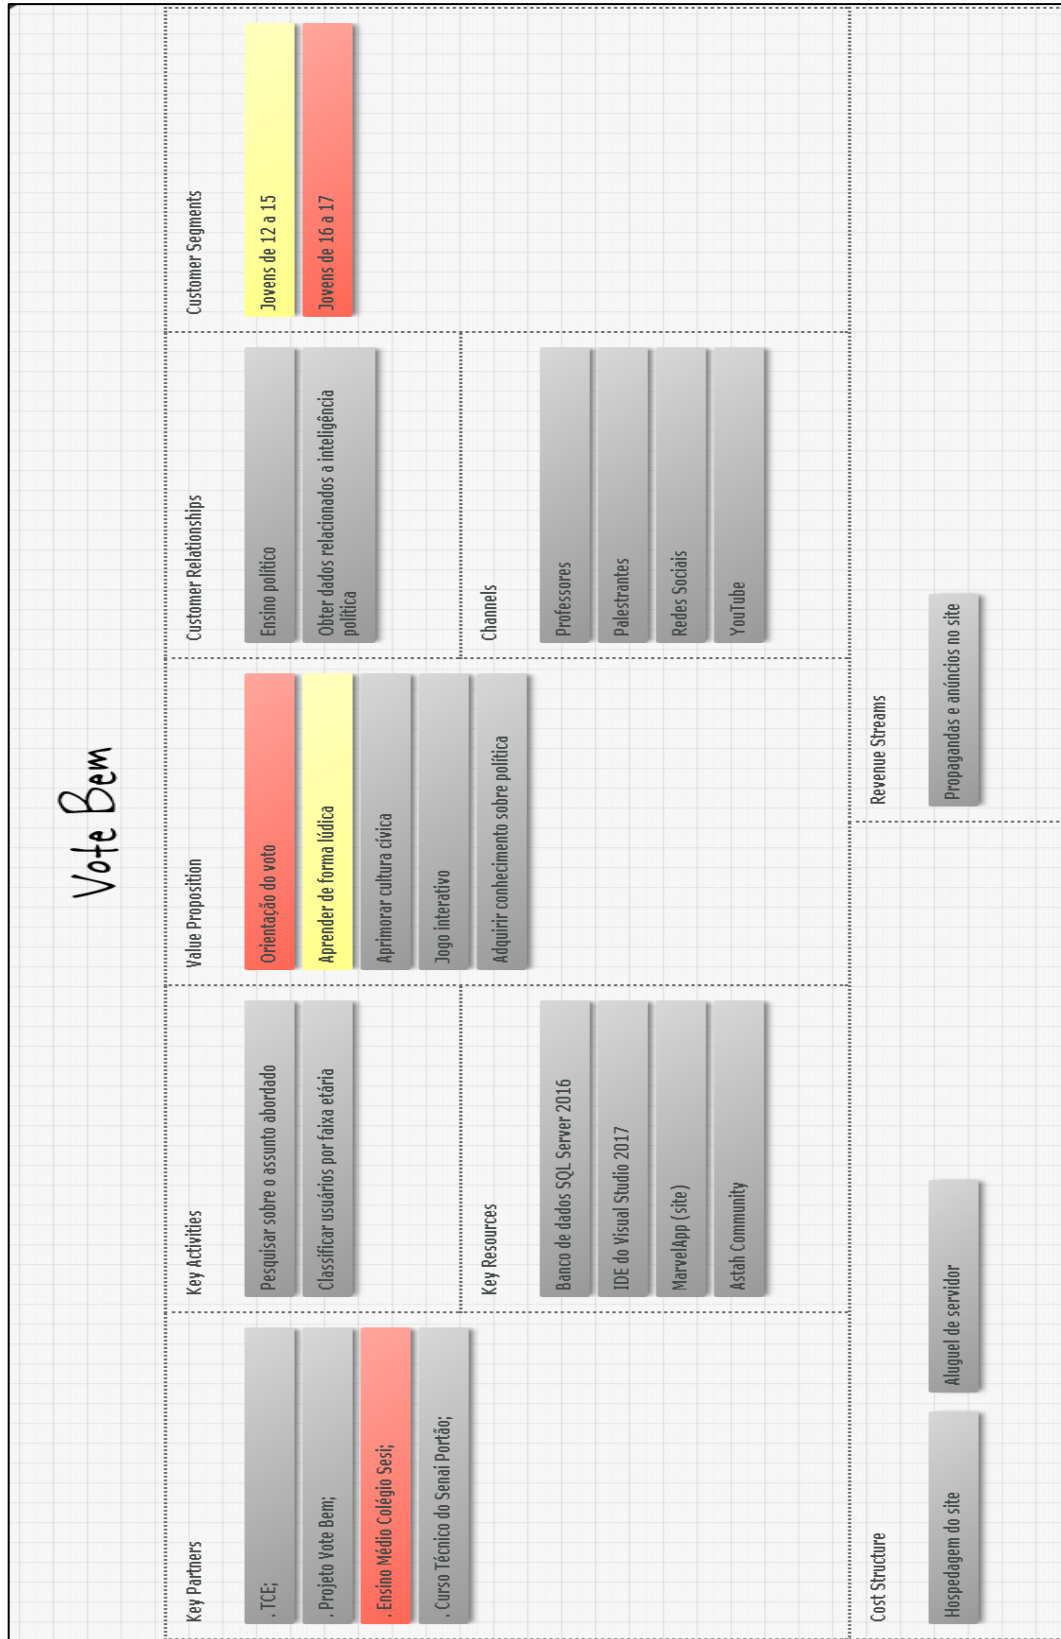 Vote Bem
Key Partners
. TCE;
. Projeto Vote Bem;
. Ensino Médio Colégio Sesi;
. Curso Técnico do Senai Portão;
Key Activities
Pesquisar sobre o assunto abordado
Classificar usuários por faixa etária
Key Resources
Banco de dados SQL Server 2016
IDE do Visual Studio 2017
MarvelApp (site)
Astah Community
Value Proposition
Orientação do voto
Aprender de forma lúdica
Aprimorar cultura cívica
Jogo interativo
Adquirir conhecimento sobre política
Customer Relationships
Ensino político
Obter dados relacionados a inteligência
política
Channels
Professores
Palestrantes
Redes Sociais
YouTube
Customer Segments
Jovens de 12 a 15
Jovens de 16 a 17
Cost Structure
Hospedagem do site
Aluguel de servidor
Revenue Streams
Propagandas e anúncios no site